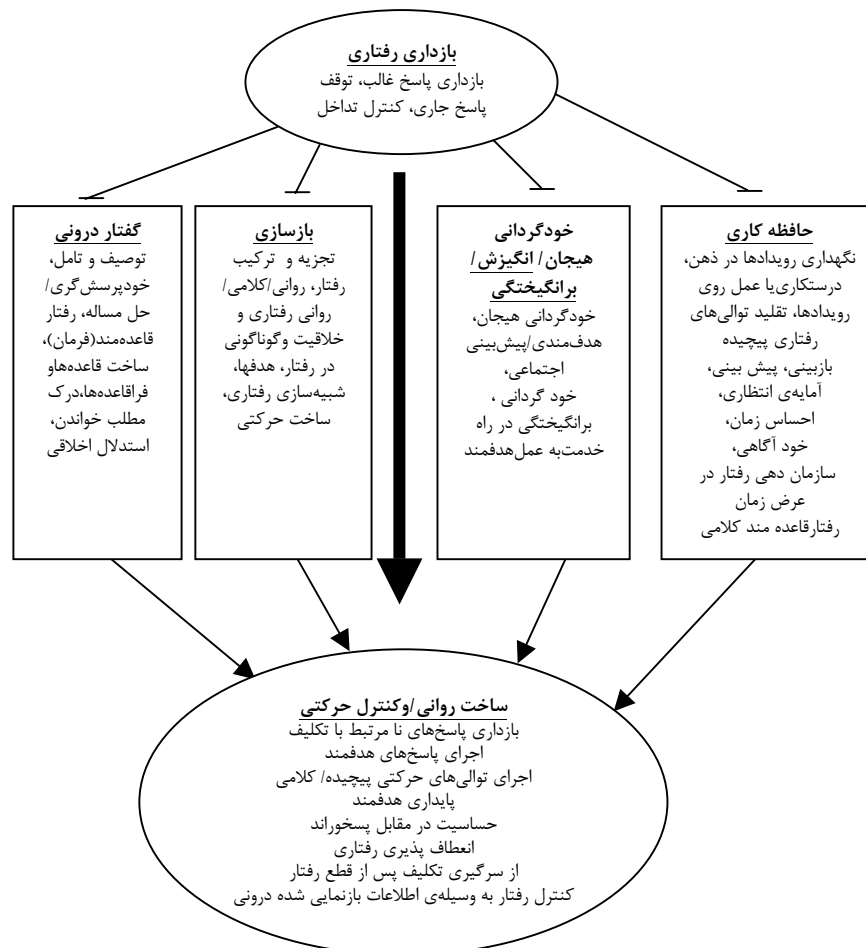 بازداری رفتاری
بازداری پاسخ غالب، توقف
پاسخ جاری، کنترل تداخل
حافظه کاری
نگهداری رویدادها در ذهن،
درستکاری‌یا عمل روی
رویدادها، تقلید توالی‌های
رفتاری پیچیده
بازبینی، پیش بینی،
آمایه‌ی انتظاری،
احساس زمان،
خود آگاهی،
سازمان دهی رفتار در
عرض زمان
رفتارقاعده مند کلامی
خودگردانی
هیجان/ انگیزش/
برانگیختگی
خودگردانی هیجان،
هدف‌مندی/پیش‌بینی
اجتماعی،
خود گردانی ،
برانگیختگی در راه
خدمت‌به عمل‌هدفمند
بازسازی
تجزیه و ترکیب
رفتار، روانی/کلامی/
روانی رفتاری و
خلاقیت وگوناگونی
در رفتار، هدفها،
شبیه‌سازی رفتاری،
ساخت حرکتی
گفتار درونی
توصیف و تامل،
خودپرسش‌گری/
حل مساله، رفتار
قاعده‌مند(فرمان)،
ساخت قاعده‌هاو
فراقاعده‌ها،درک
مطلب خواندن،
استدلال اخلاقی
ساخت روانی/وکنترل حرکتی
بازداری پاسخ‌های نا مرتبط با تکلیف
اجرای پاسخ‌های هدفمند
اجرای توالی‌های حرکتی پیچیده/ کلامی
پایداری هدفمند
حساسیت در مقابل پسخوراند
انعطاف پذیری رفتاری
از سرگیری تکلیف پس از قطع رفتار
کنترل رفتار به وسیله‌ی اطلاعات بازنمایی شده درونی